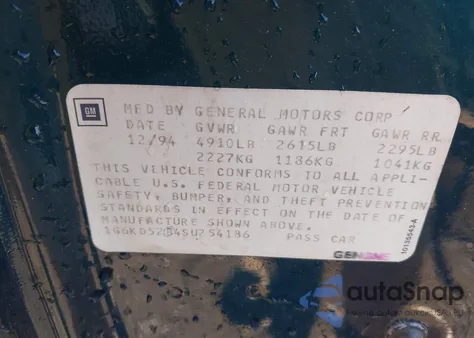 GM
MFD BY GENERAL MOTORS CORP
DATE GVWR GAWR FRT GAWR RR
12/94 4910LB 2615LB 2295LB
2227KG 1186KG 1041KG
THIS VEHICLE CONFORMS TO ALL APPLI-
CABLE U.S. FEDERAL MOTOR VEHICLE
SAFETY, BUMPER, AND THEFT PREVENTION
STANDARDS IN EFFECT ON THE DATE OF
MANUFACTURE SHOWN ABOVE.
PASS CAR
GENUINE
autoSnap